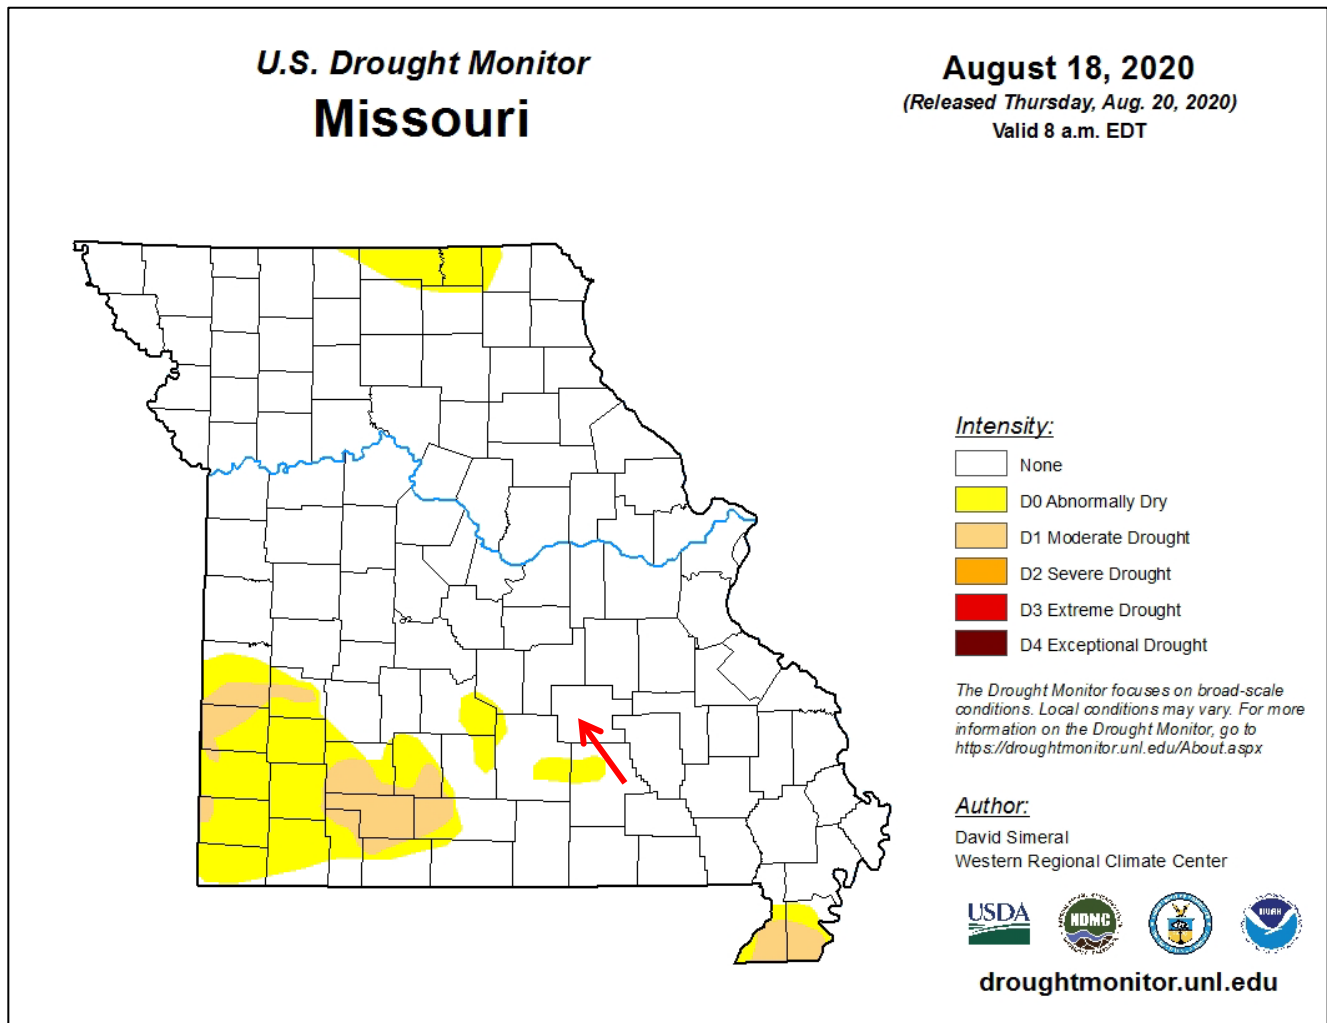 U.S. Drought Monitor
Missouri
August 18, 2020
(Released Thursday, Aug. 20, 2020)
Valid 8 a.m. EDT
Intensity:
None
D0 Abnormally Dry
D1 Moderate Drought
D2 Severe Drought
D3 Extreme Drought
D4 Exceptional Drought
The Drought Monitor focuses on broad-scale
conditions. Local conditions may vary. For more
information on the Drought Monitor, go to
https://droughtmonitor.unl.edu/About.aspx
Author:
David Simeral
Western Regional Climate Center
USDA
NDMC
NOAA
droughtmonitor.unl.edu